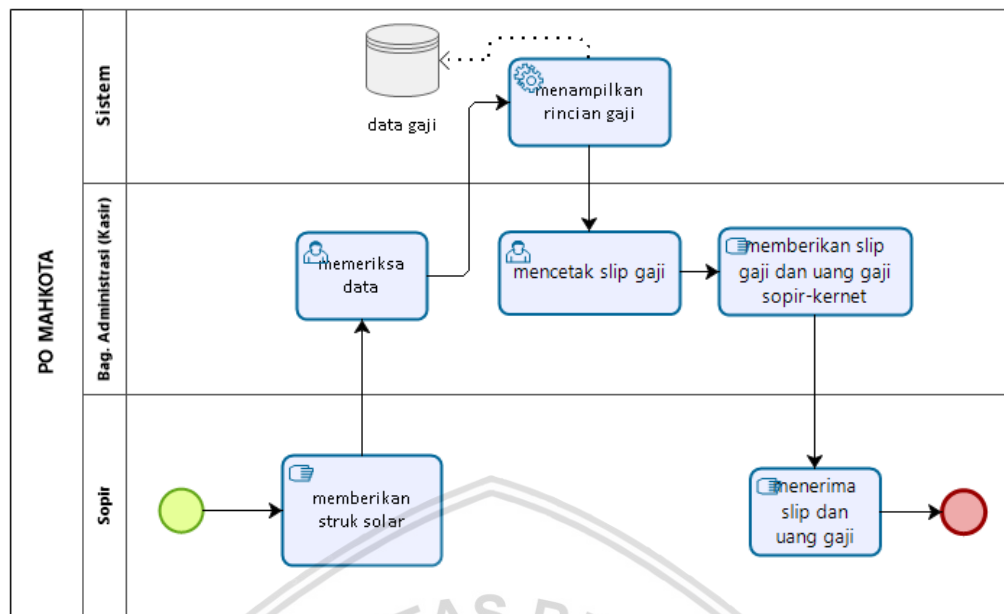 PO MAHKOTA
Sistem
data gaji
menampilkan
rincian gaji
Bag. Administrasi (Kasir)
memeriksa
data
mencetak slip gaji
memberikan slip
gaji dan uang gaji
sopir-kernet
Sopir
memberikan
struk solar
menerima
slip dan
uang gaji